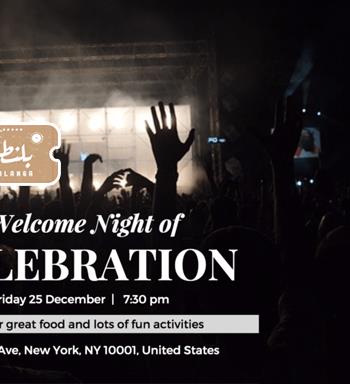 Welcome Night of
LEBRATION
riday 25 December | 7:30 pm
r great food and lots of fun activities
Ave, New York, NY 10001, United States